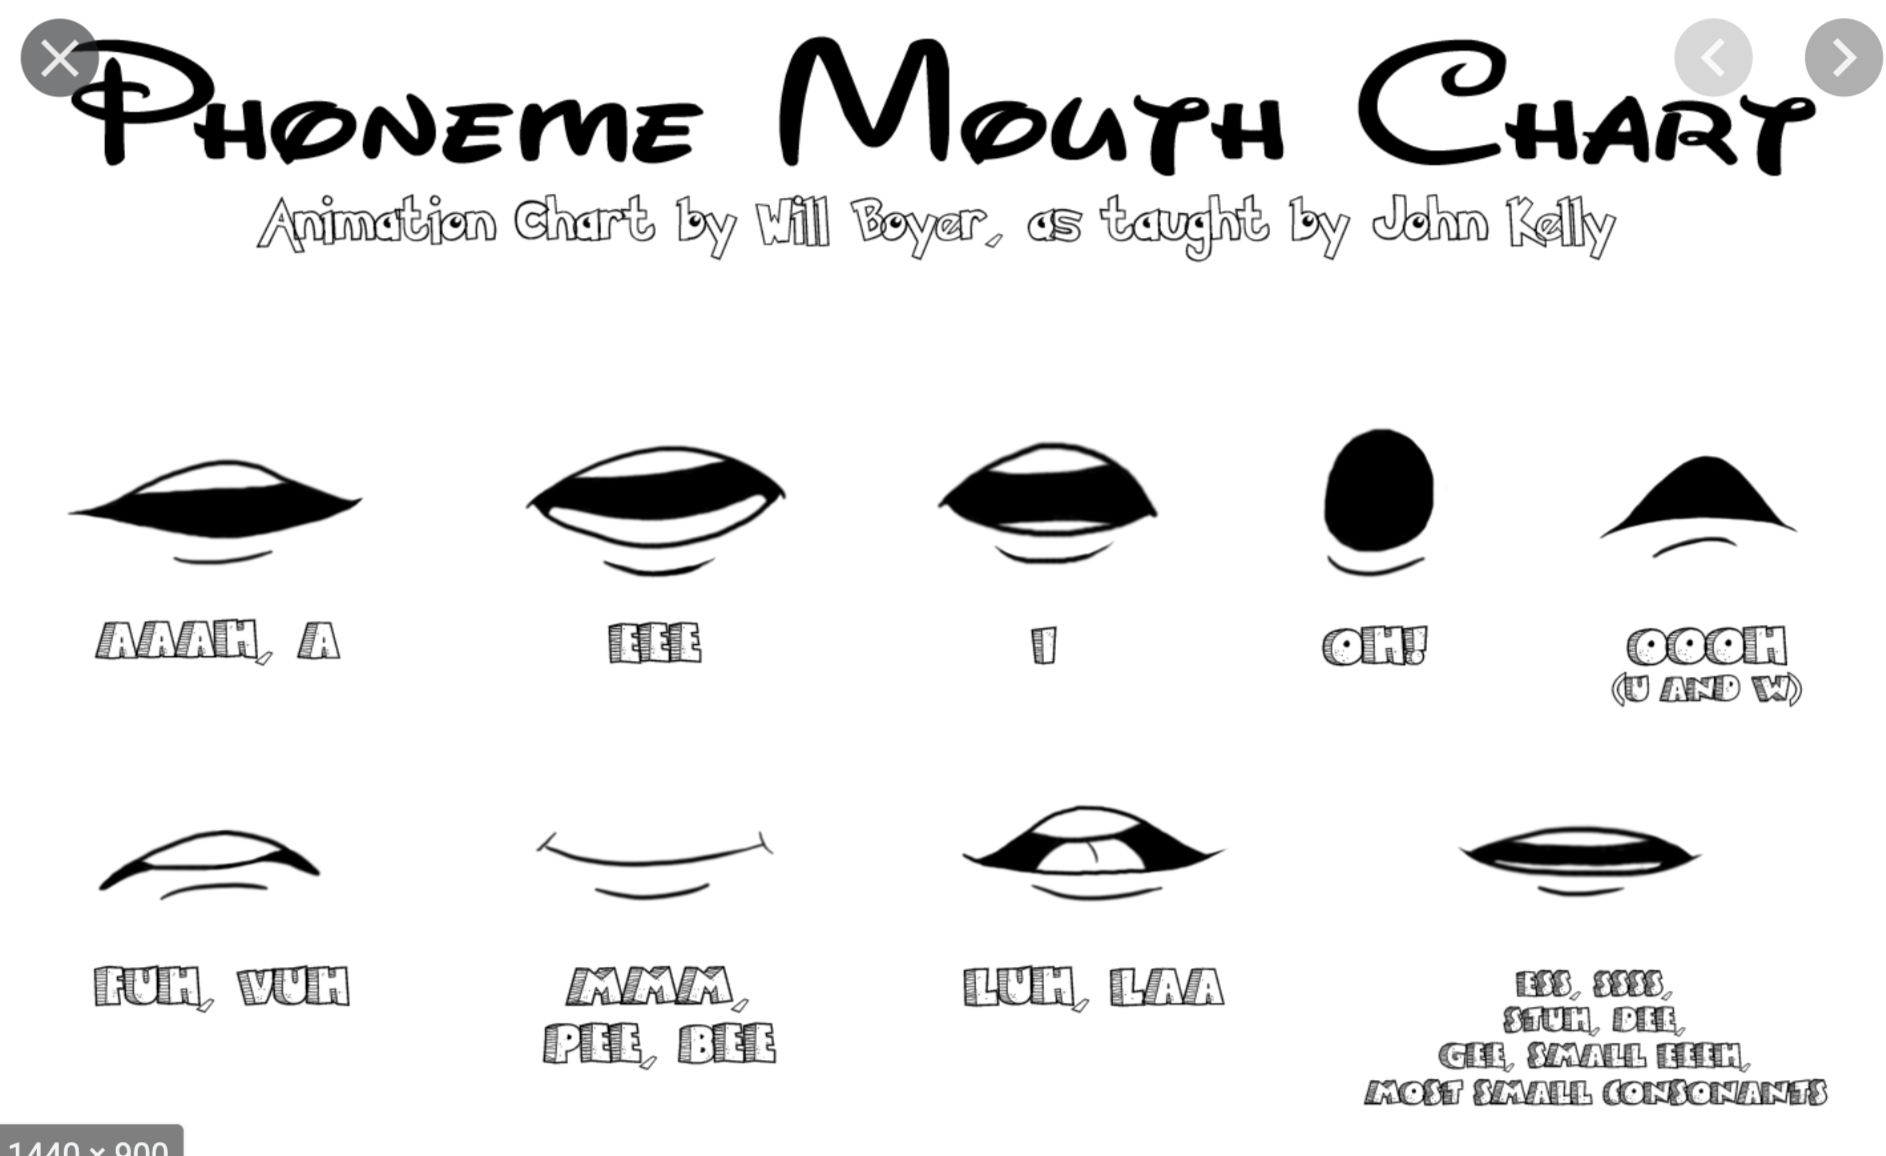 Phoneme Mouth Chart
Animation Chart by Will Boyer, as taught by John Kelly
AAAH, A
EEE
I
OH!
OOOH
(U AND W)
FUH, VUH
MMM,
PEE, BEE
LUH, LAA
ESS, SSSS,
STUH, DEE,
GEE, SMALL EEEH,
MOST SMALL CONSONANTS
1440 × 900